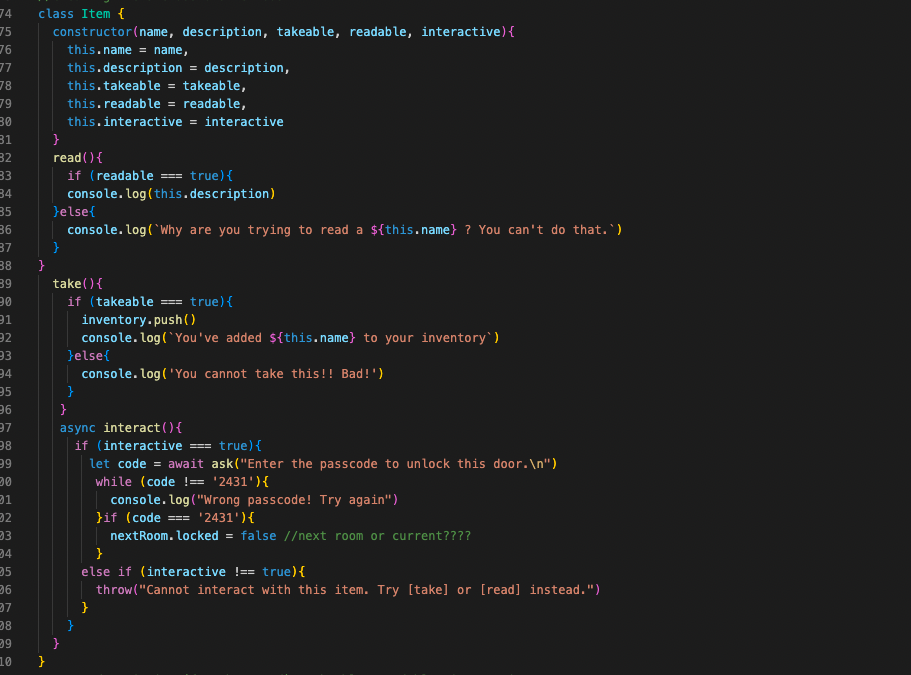 74 class Item {
75 constructor(name, description, takeable, readable, interactive){
76 this.name = name,
77 this.description = description,
78 this.takeable = takeable,
79 this.readable = readable,
80 this.interactive = interactive
81 }
82 read(){
83 if (readable === true){
84 console.log(this.description)
85 }else{
86 console.log(`Why are you trying to read a ${this.name} ? You can't do that.`)
87 }
88 }
89 take(){
90 if (takeable === true){
91 inventory.push()
92 console.log(`You've added ${this.name} to your inventory`)
93 }else{
94 console.log('You cannot take this!! Bad!')
95 }
96 }
97 async interact(){
98 if (interactive === true){
99 let code = await ask("Enter the passcode to unlock this door.\n")
00 while (code !== '2431'){
01 console.log("Wrong passcode! Try again")
02 }if (code === '2431'){
03 nextRoom.locked = false //next room or current????
04 }
05 else if (interactive !== true){
06 throw("Cannot interact with this item. Try [take] or [read] instead.")
07 }
08 }
09 }
10 }